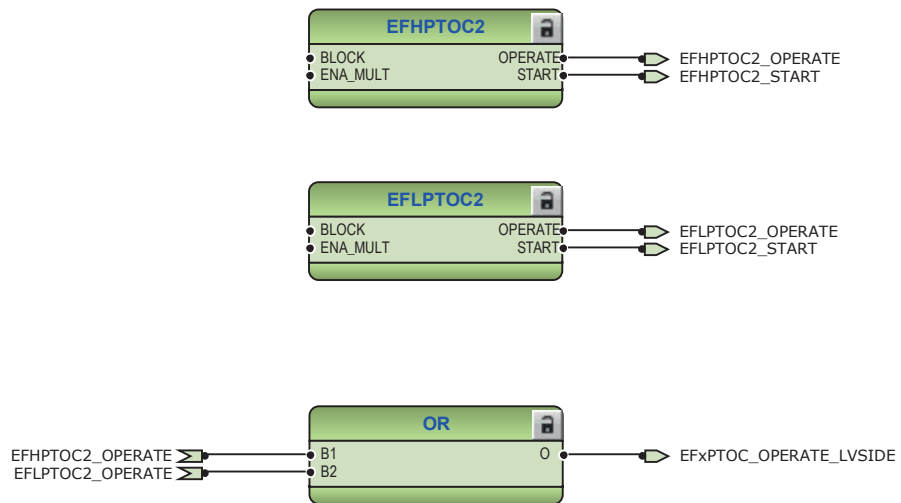 EFHPTOC2
BLOCK OPERATE EFHPTOC2_OPERATE
ENA_MULT START EFHPTOC2_START
EFLPTOC2
BLOCK OPERATE EFLPTOC2_OPERATE
ENA_MULT START EFLPTOC2_START
OR
EFHPTOC2_OPERATE B1 O EFxPTOC_OPERATE_LVSIDE
EFLPTOC2_OPERATE B2